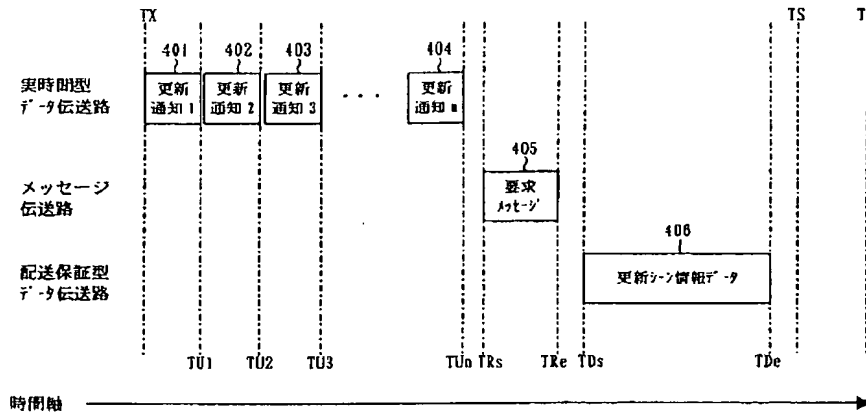 TX
TS
T
401
402
403
404
実時間型
データ伝送路
更新
通知1
更新
通知2
更新
通知3
・・・
更新
通知n
405
メッセージ
伝送路
要求
メッセージ
406
配送保証型
データ伝送路
更新シーン情報データ
TU1
TU2
TU3
TUn
TRs
TRe
TDs
TDe
時間軸